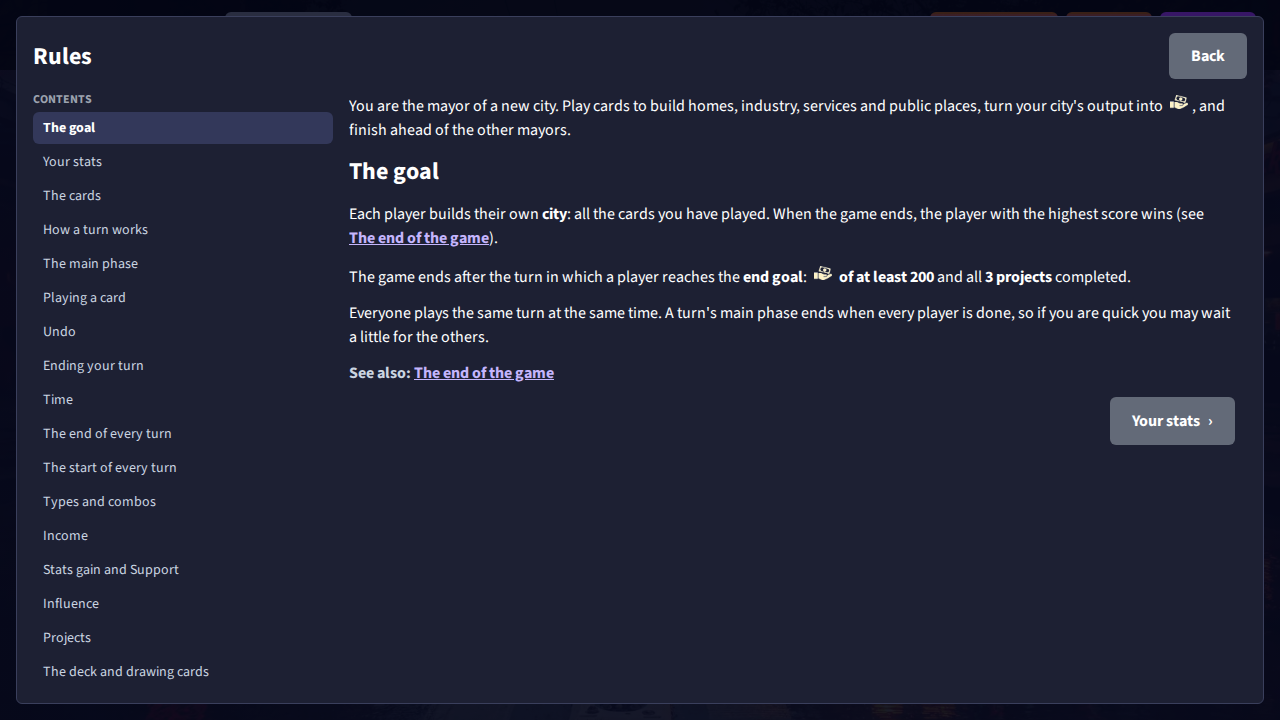 Rules
Back
CONTENTS
The goal
Your stats
The cards
How a turn works
The main phase
Playing a card
Undo
Ending your turn
Time
The end of every turn
The start of every turn
Types and combos
Income
Stats gain and Support
Influence
Projects
The deck and drawing cards
You are the mayor of a new city. Play cards to build homes, industry, services and public places, turn your city's output into , and
finish ahead of the other mayors.
The goal
Each player builds their own city: all the cards you have played. When the game ends, the player with the highest score wins (see
The end of the game).
The game ends after the turn in which a player reaches the end goal: of at least 200 and all 3 projects completed.
Everyone plays the same turn at the same time. A turn's main phase ends when every player is done, so if you are quick you may wait
a little for the others.
See also: The end of the game
Your stats ›